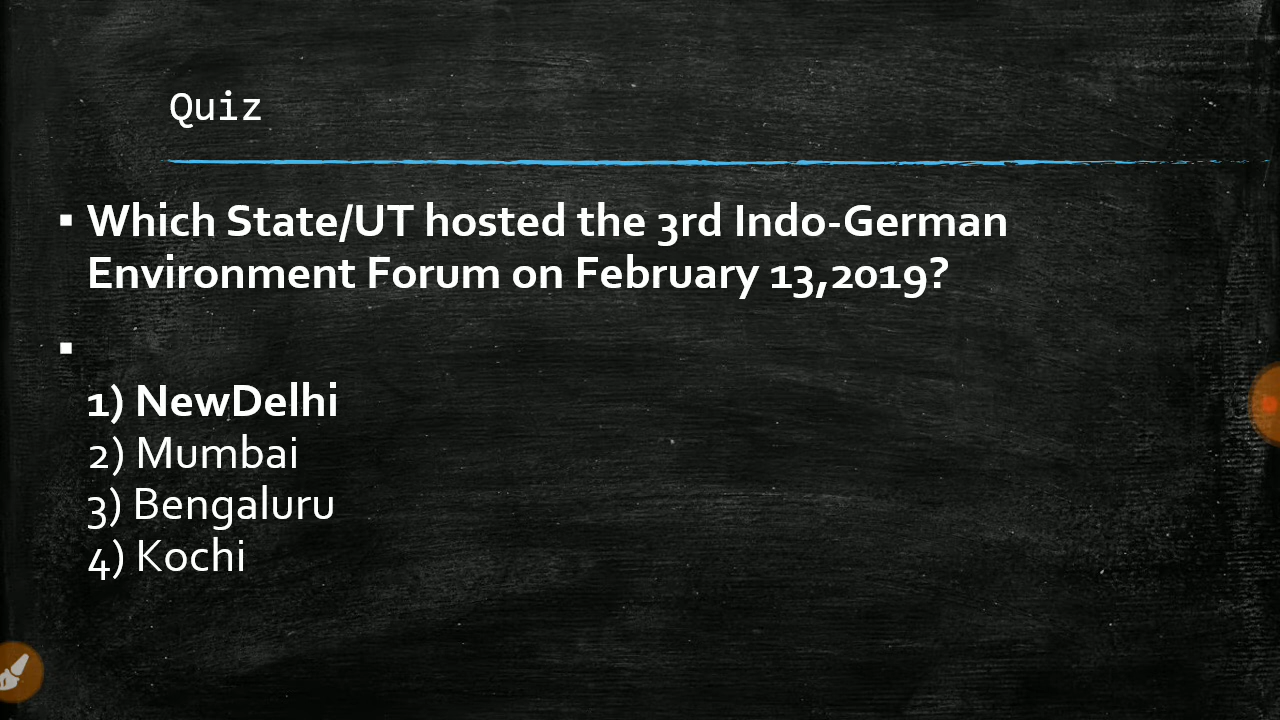 Quiz
▪ Which State/UT hosted the 3rd Indo-German
Environment Forum on February 13,2019?
▪
1) NewDelhi
2) Mumbai
3) Bengaluru
4) Kochi